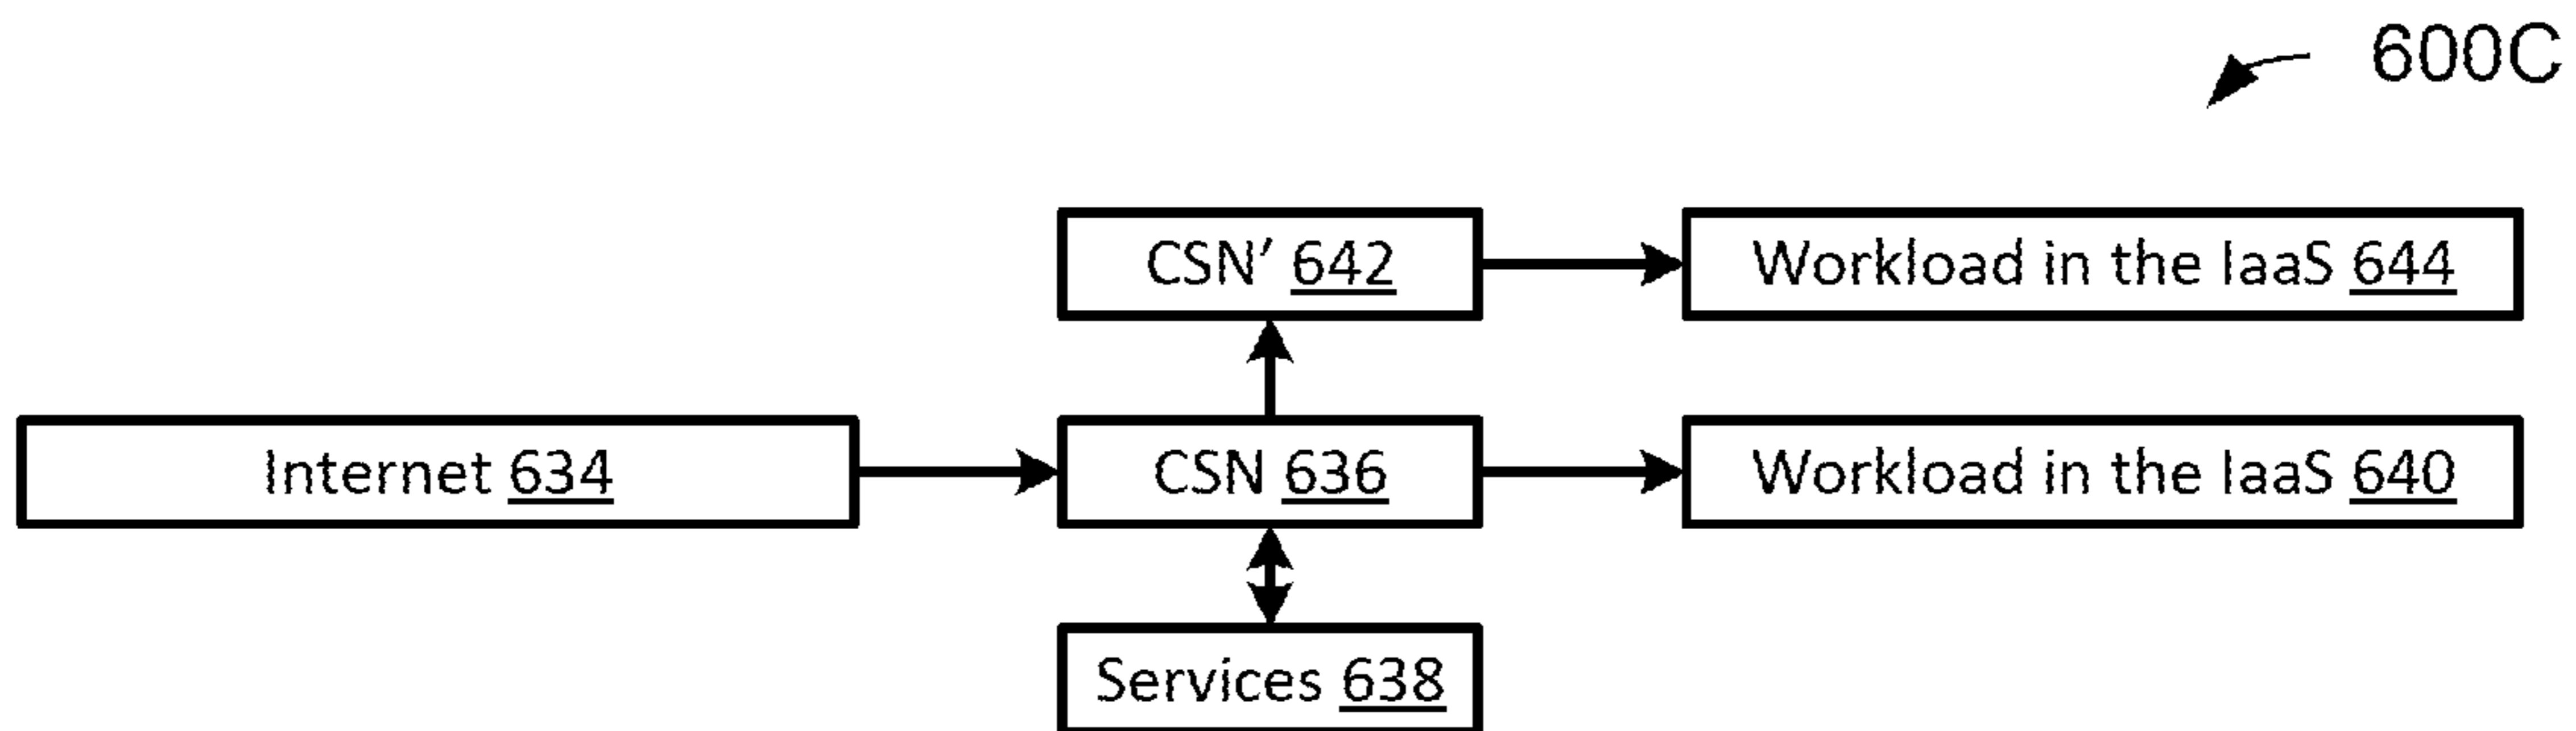 600C
CSN′ 642
Workload in the IaaS 644
Internet 634
CSN 636
Workload in the IaaS 640
Services 638